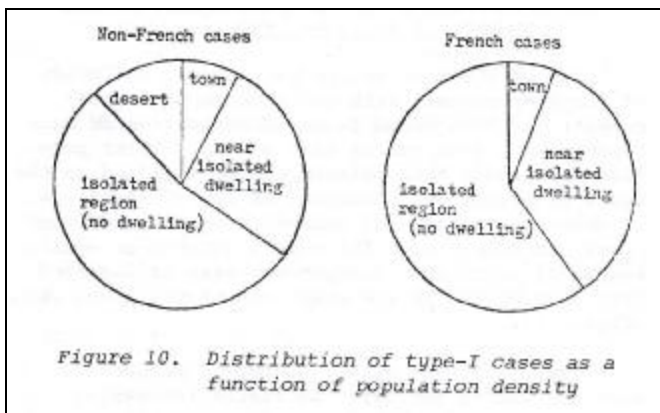 Non-French cases
French cases
desert
town
near
isolated
dwelling
isolated
region
(no dwelling)
town
near
isolated
dwelling
isolated
region
(no dwelling)
Figure 10. Distribution of type-I cases as a
function of population density